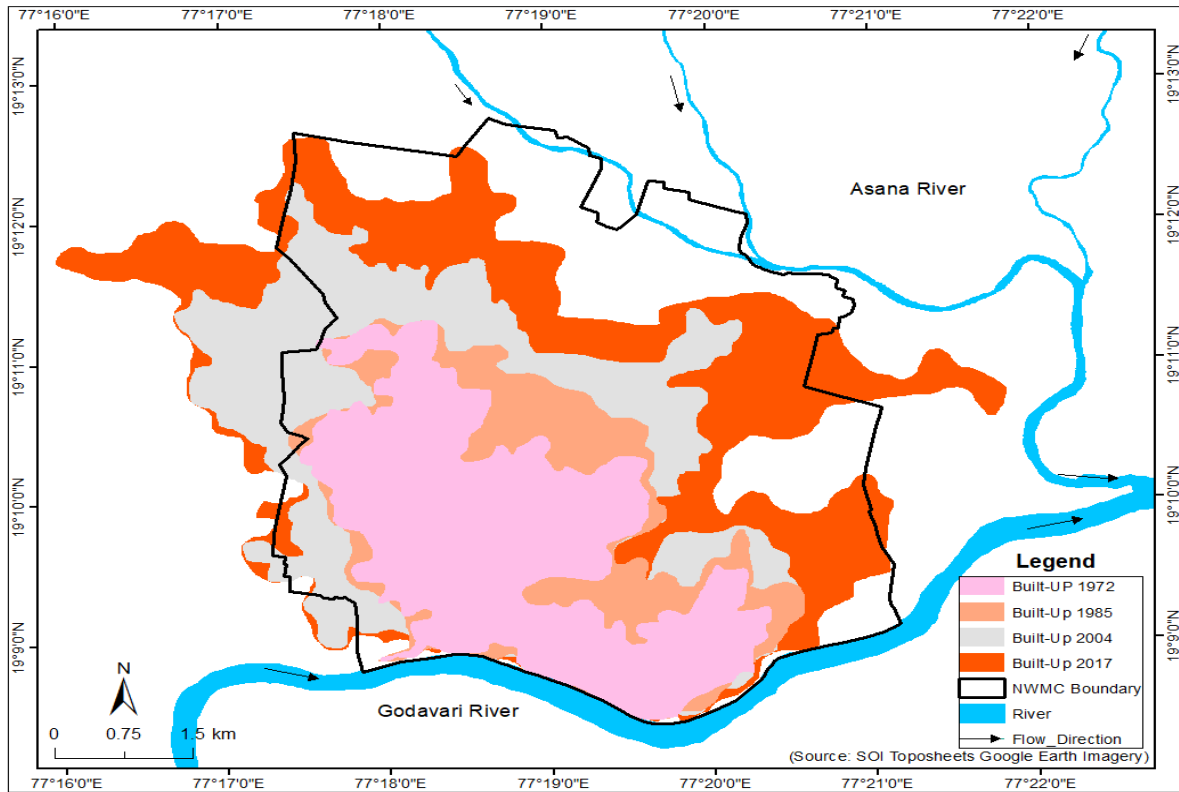 77°16'0"E 77°17'0"E 77°18'0"E 77°19'0"E 77°20'0"E 77°21'0"E 77°22'0"E
19°13'0"N
19°12'0"N
19°11'0"N
19°10'0"N
19°9'0"N
19°13'0"N
19°12'0"N
19°11'0"N
19°10'0"N
19°9'0"N
Asana River
Godavari River
N
0 0.75 1.5 km
Legend
Built-UP 1972
Built-Up 1985
Built-Up 2004
Built-Up 2017
NWMC Boundary
River
Flow_Direction
(Source: SOI Toposheets Google Earth Imagery)
77°16'0"E 77°17'0"E 77°18'0"E 77°19'0"E 77°20'0"E 77°21'0"E 77°22'0"E